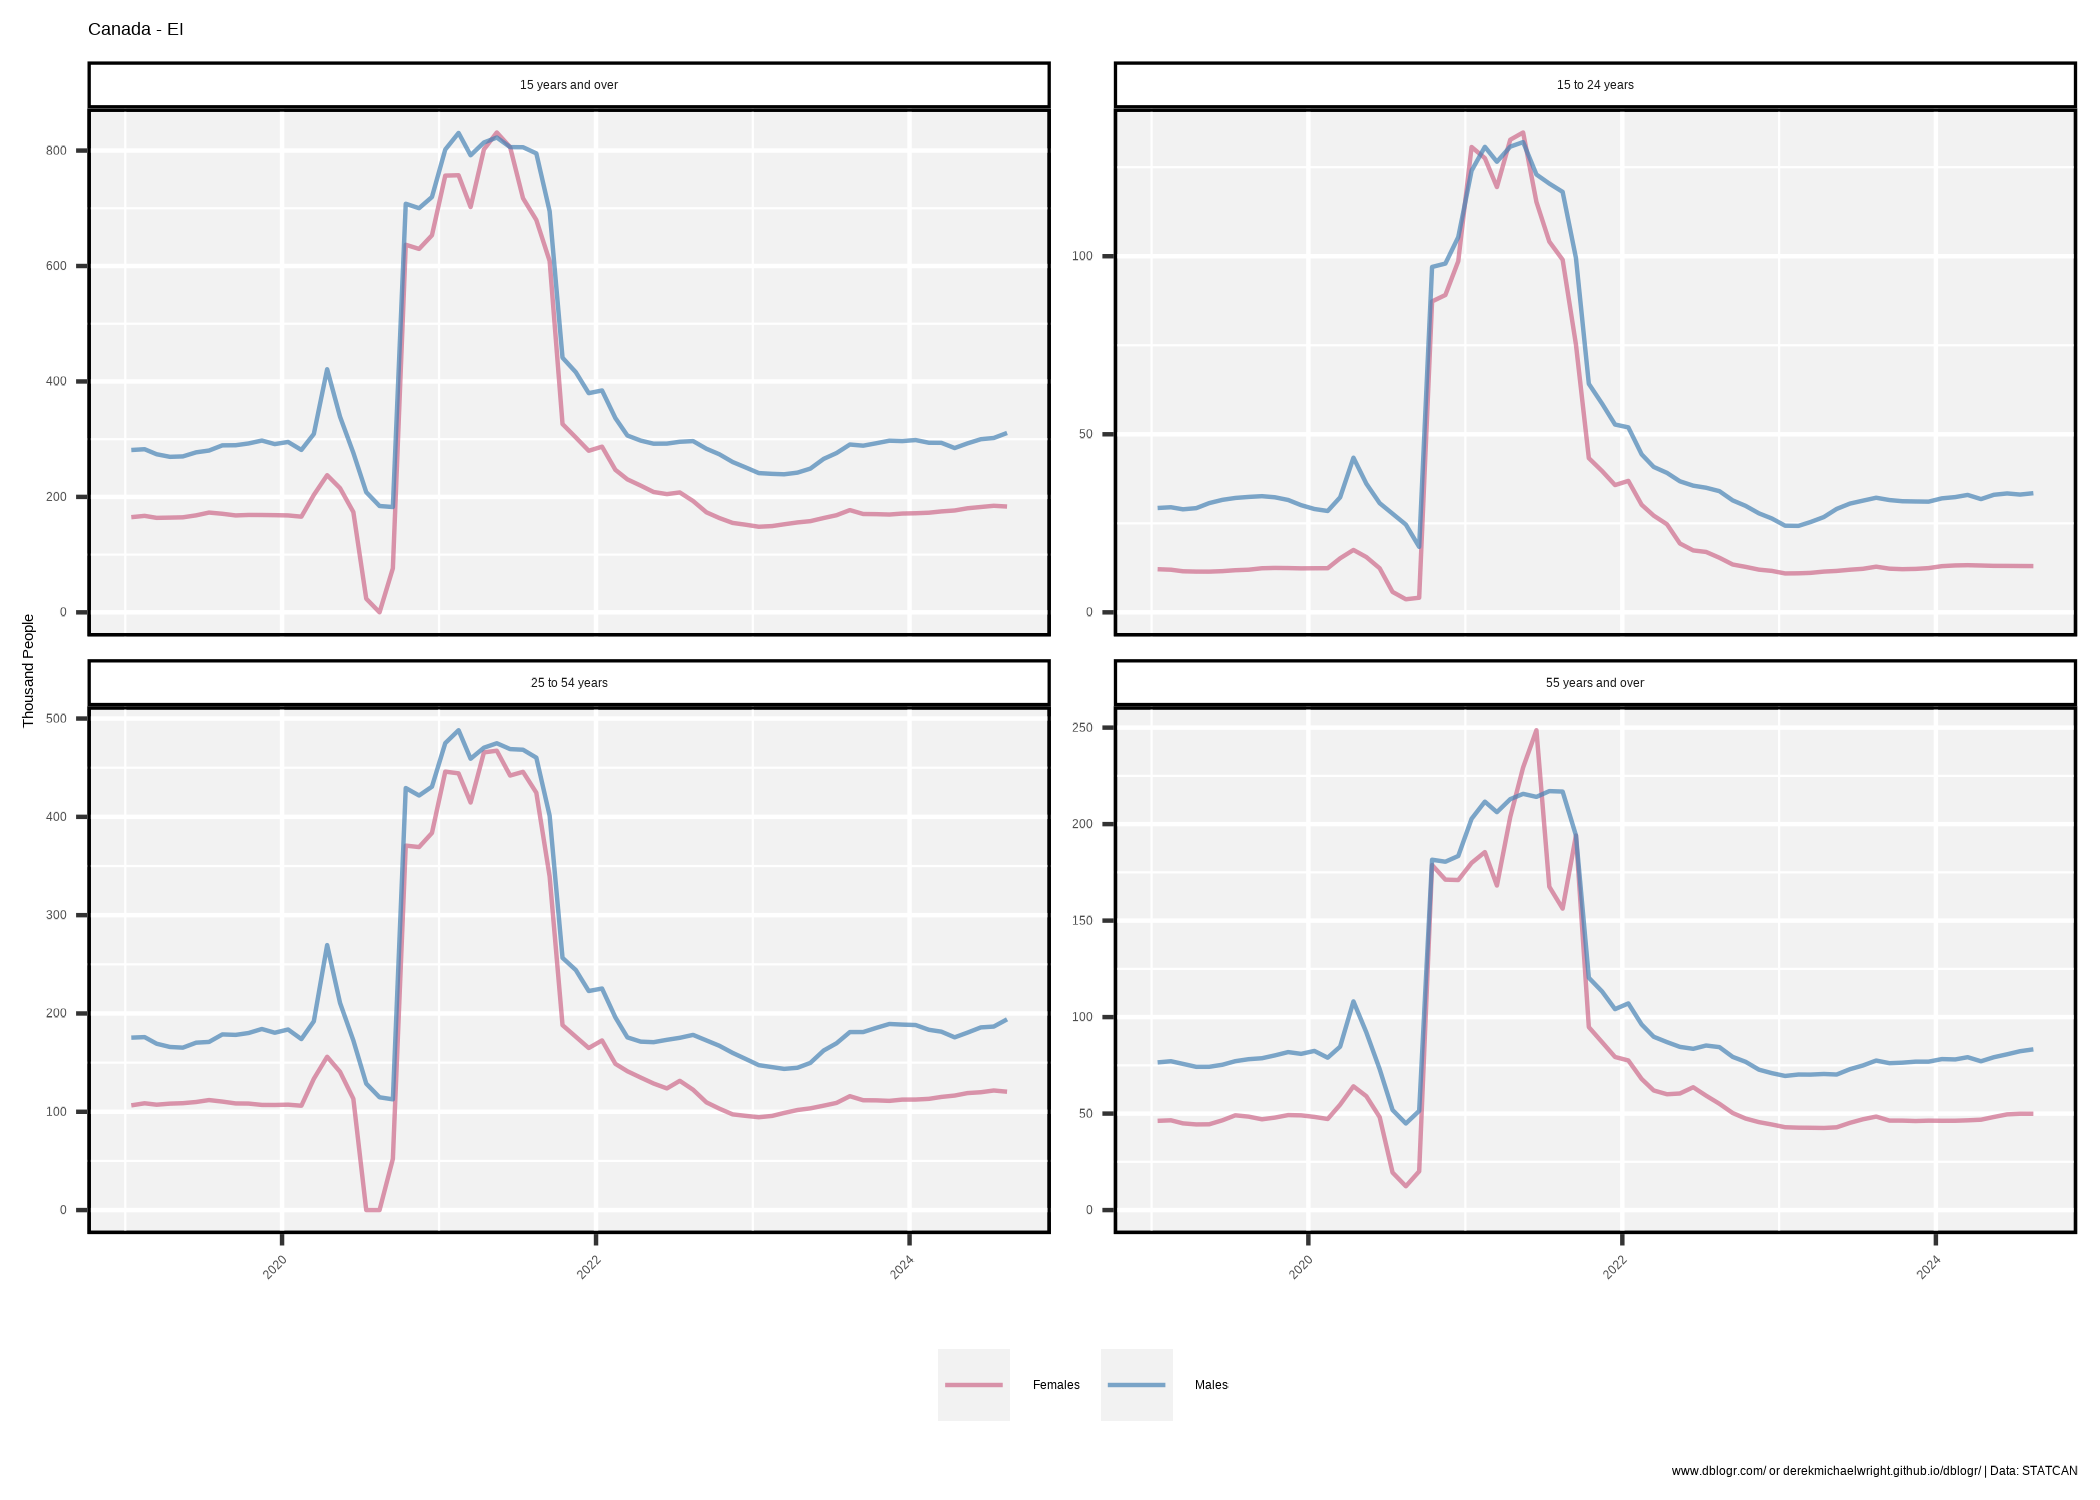 Canada - EI
15 years and over
15 to 24 years
800
600
400
200
0
100
50
0
Thousand People
25 to 54 years
55 years and over
500
400
300
200
100
0
250
200
150
100
50
0
2020
2022
2024
2020
2022
2024
Females
Males
www.dblogr.com/ or derekmichaelwright.github.io/dblogr/ | Data: STATCAN